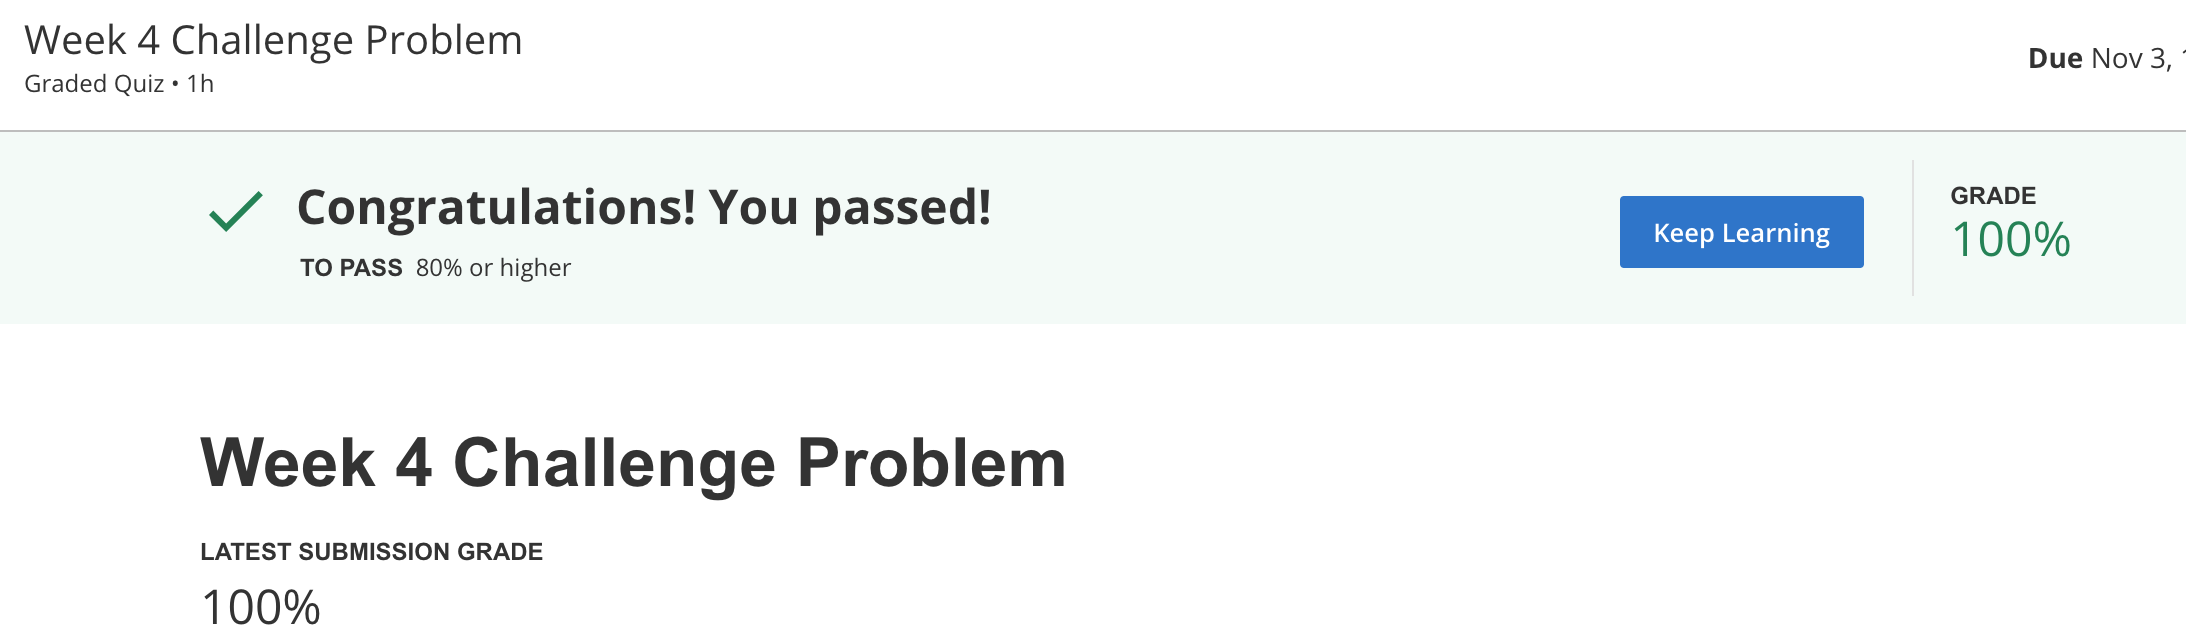 Week 4 Challenge Problem
Graded Quiz • 1h
Due Nov 3,
Congratulations! You passed!
TO PASS 80% or higher
Keep Learning
GRADE
100%
Week 4 Challenge Problem
LATEST SUBMISSION GRADE
100%